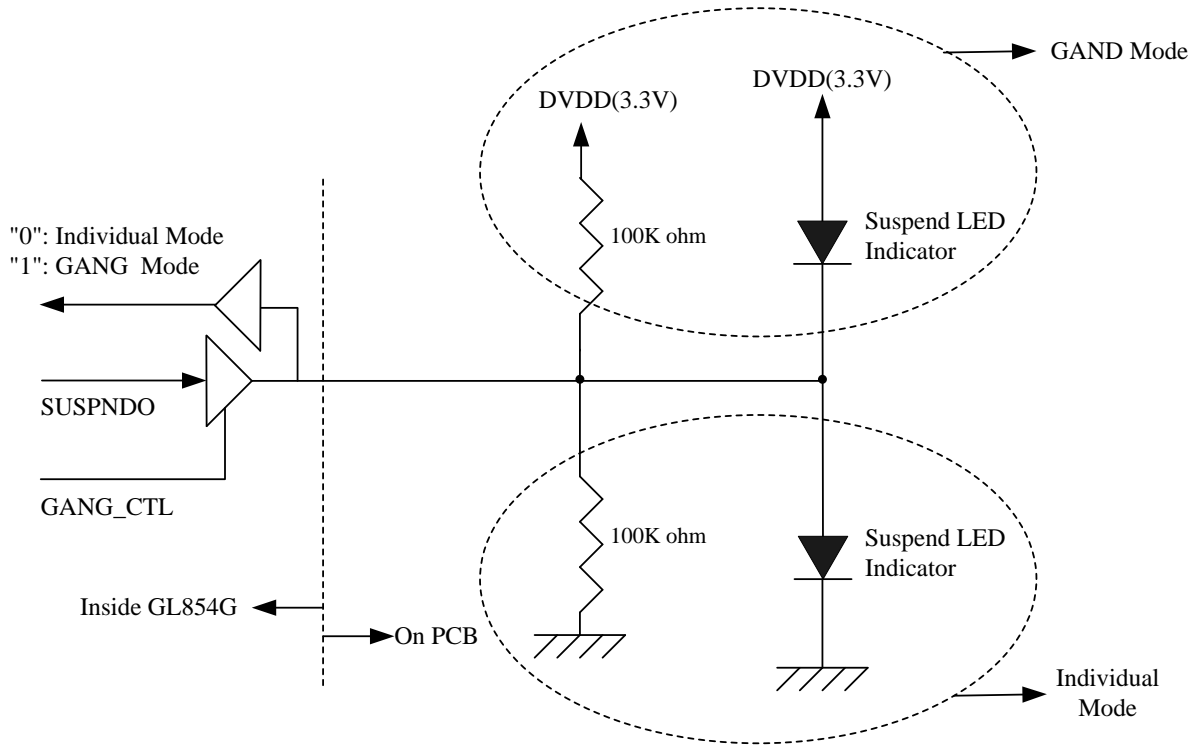 GAND Mode
DVDD(3.3V)
DVDD(3.3V)
"0": Individual Mode
"1": GANG Mode
100K ohm
Suspend LED
Indicator
SUSPNDO
GANG_CTL
100K ohm
Suspend LED
Indicator
Inside GL854G
On PCB
Individual
Mode